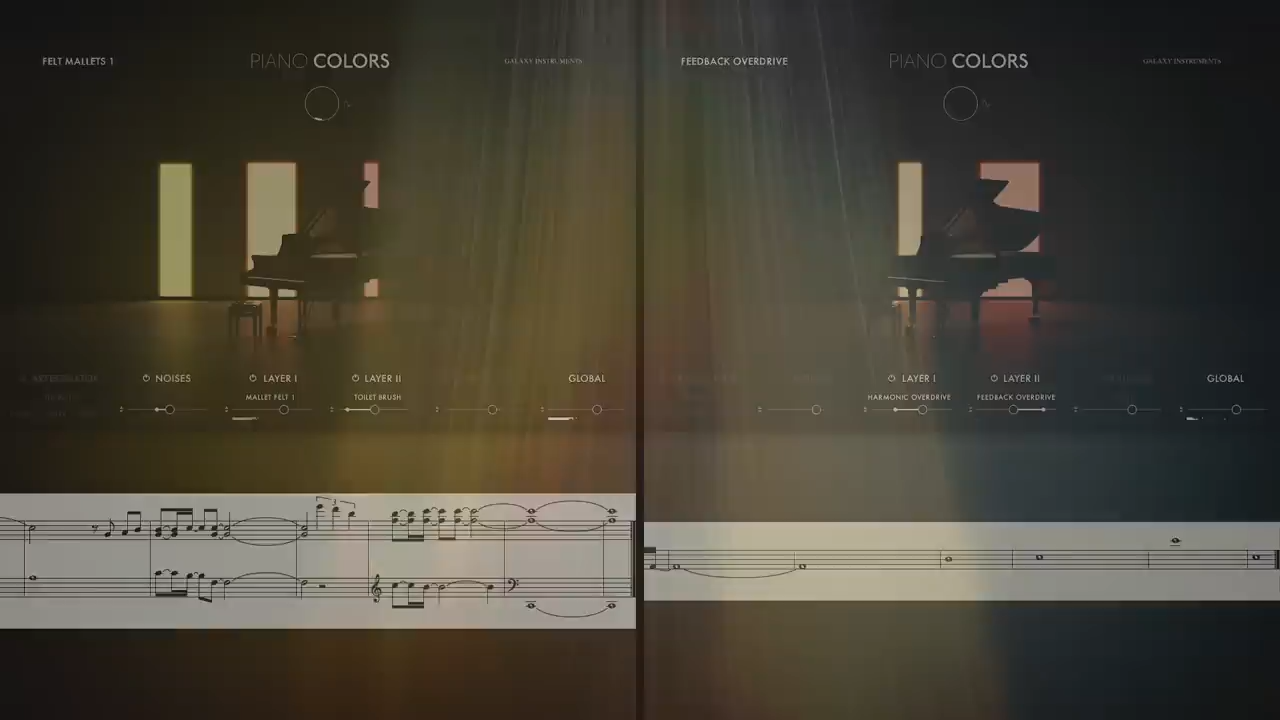 FELT MALLETS 1
PIANO COLORS
GALAXY INSTRUMENTS
NOISES
LAYER I
LAYER II
GLOBAL
MALLET FELT 1
TOILET BRUSH
3
FEEDBACK OVERDRIVE
PIANO COLORS
GALAXY INSTRUMENTS
LAYER I
LAYER II
GLOBAL
HARMONIC OVERDRIVE
FEEDBACK OVERDRIVE